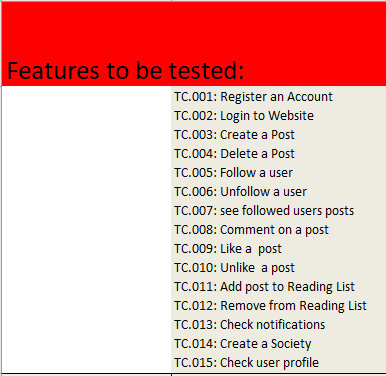 Features to be tested:
TC.001: Register an Account
TC.002: Login to Website
TC.003: Create a Post
TC.004: Delete a Post
TC.005: Follow a user
TC.006: Unfollow a user
TC.007: see followed users posts
TC.008: Comment on a post
TC.009: Like a  post
TC.010: Unlike  a post
TC.011: Add post to Reading List
TC.012: Remove from Reading List
TC.013: Check notifications
TC.014: Create a Society
TC.015: Check user profile